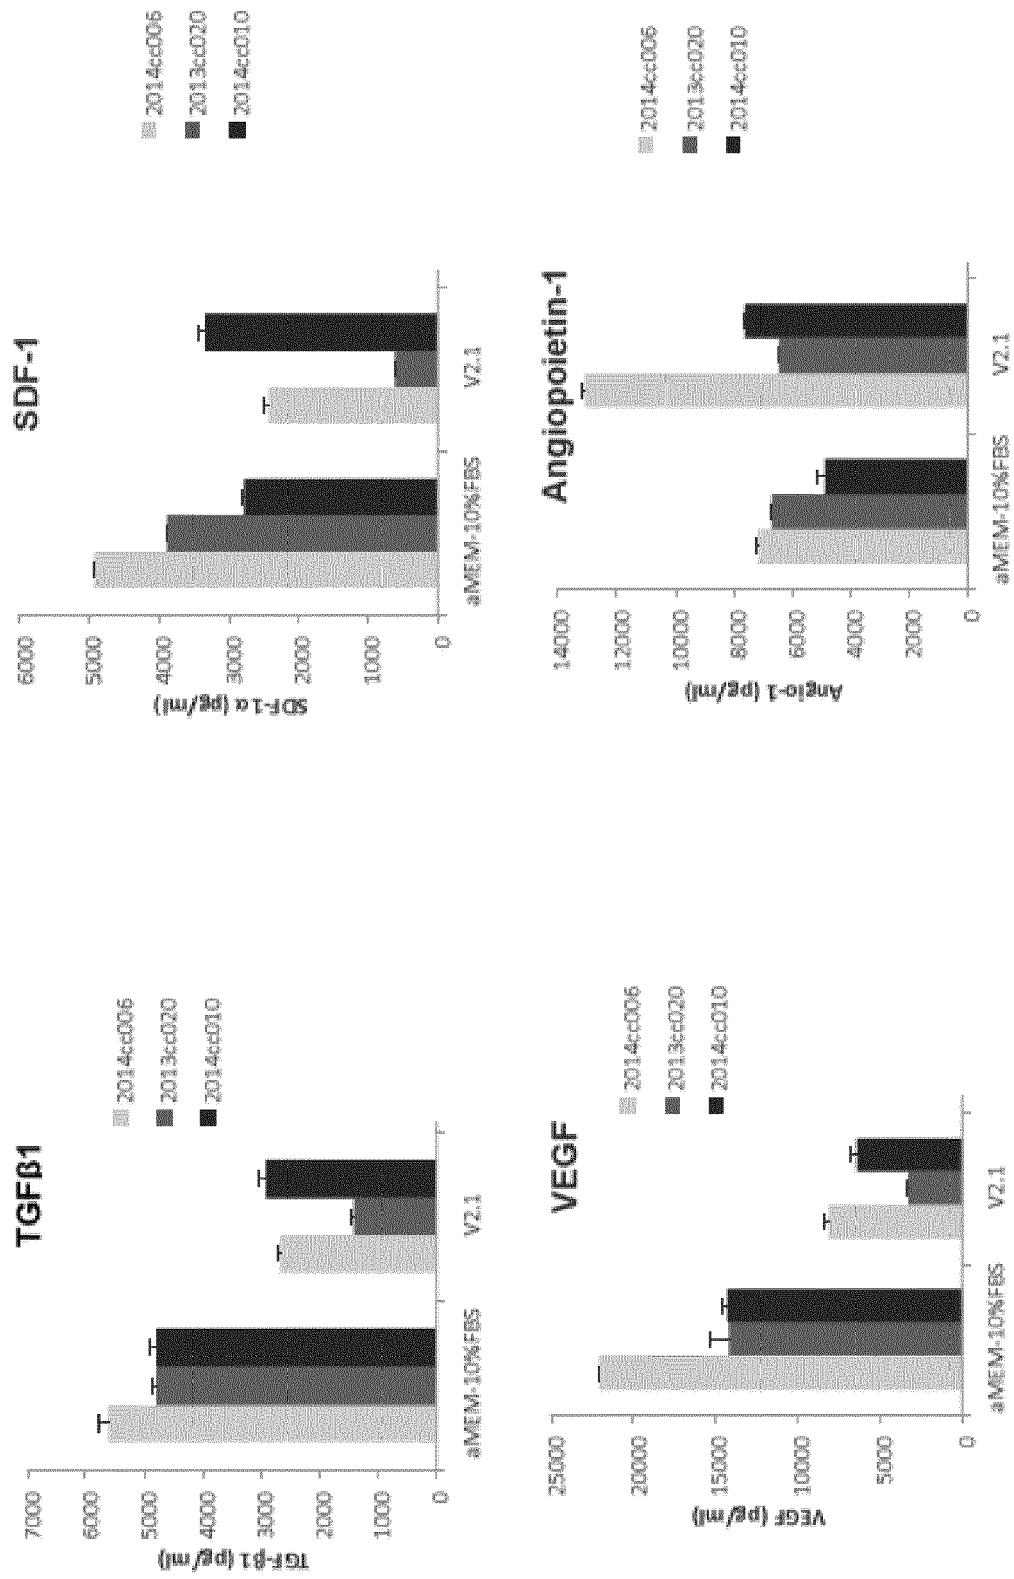 TGFβ1
TGF-β1 (pg/ml)
7000
6000
5000
4000
3000
2000
1000
0
aMEM-10%FBS
V2.1
2014cc006
2013cc020
2014cc010
SDF-1
SDF-1α (pg/ml)
6000
5000
4000
3000
2000
1000
0
aMEM-10%FBS
V2.1
2014cc006
2013cc020
2014cc010
VEGF
VEGF (pg/ml)
25000
20000
15000
10000
5000
0
aMEM-10%FBS
V2.1
2014cc006
2013cc020
2014cc010
Angiopoietin-1
Angio-1 (pg/ml)
14000
12000
10000
8000
6000
4000
2000
0
aMEM-10%FBS
V2.1
2014cc006
2013cc020
2014cc010